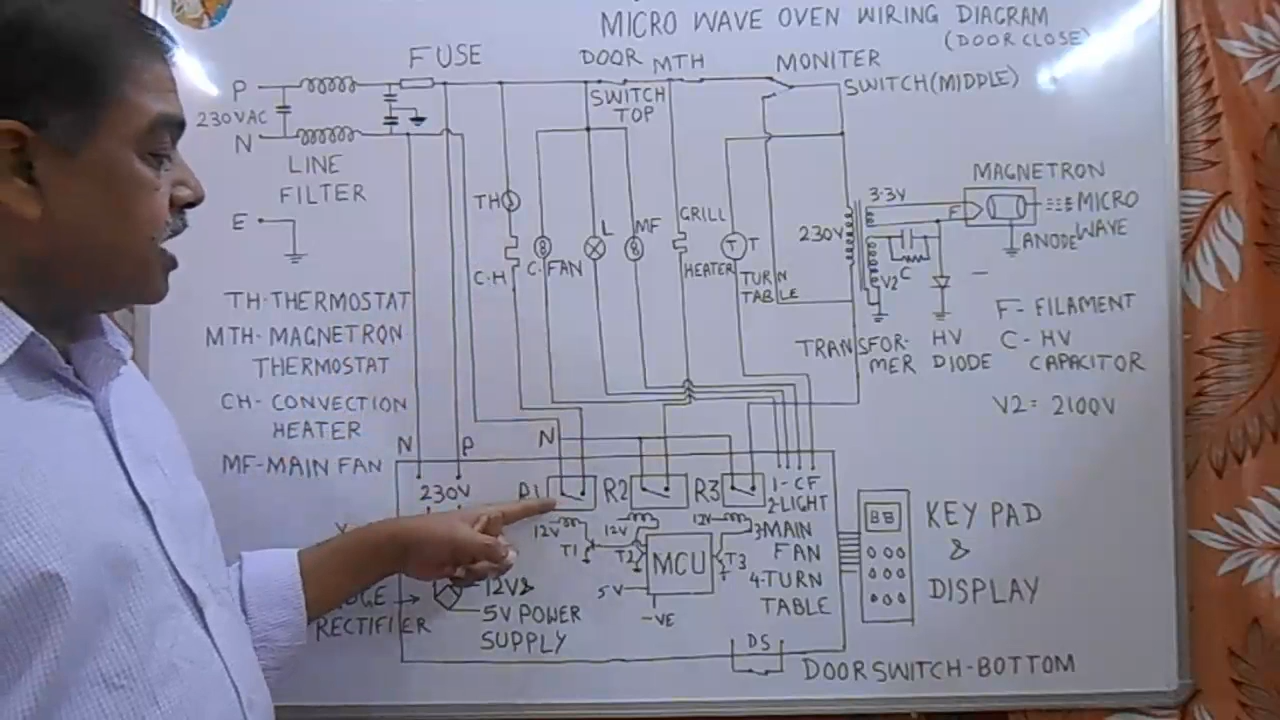 MICRO WAVE OVEN WIRING DIAGRAM
(DOOR CLOSE)
FUSE
DOOR
SWITCH
TOP
MTH
MONITER
SWITCH(MIDDLE)
P
230VAC
N
LINE
FILTER
E
TH
C.H
C.FAN
L
MF
GRILL
HEATER
T
T
TURN
TABLE
230V
3.3V
F
V2
C
MAGNETRON
MICRO
WAVE
ANODE
TRANSFOR-
MER
HV
DIODE
F- FILAMENT
C- HV
CAPACITOR
V2= 2100V
TH-THERMOSTAT
MTH-MAGNETRON
THERMOSTAT
CH- CONVECTION
HEATER
MF-MAIN FAN
N
P
230V
N
R1
R2
R3
12V
12V
12V
T1
T2
T3
MCU
5V
-VE
1-CF
2-LIGHT
3-MAIN
FAN
4-TURN
TABLE
RECTIFIER
12V&
5V POWER
SUPPLY
DS
DOOR SWITCH-BOTTOM
88
KEY PAD
&
DISPLAY